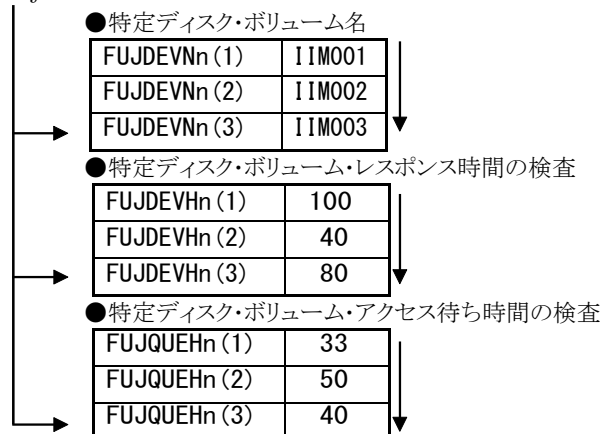 ●特定ディスク・ボリューム名
FUJDEVNn(1) IIM001
FUJDEVNn(2) IIM002
FUJDEVNn(3) IIM003
●特定ディスク・ボリューム・レスポンス時間の検査
FUJDEVHn(1) 100
FUJDEVHn(2) 40
FUJDEVHn(3) 80
●特定ディスク・ボリューム・アクセス待ち時間の検査
FUJQUEHn(1) 33
FUJQUEHn(2) 50
FUJQUEHn(3) 40